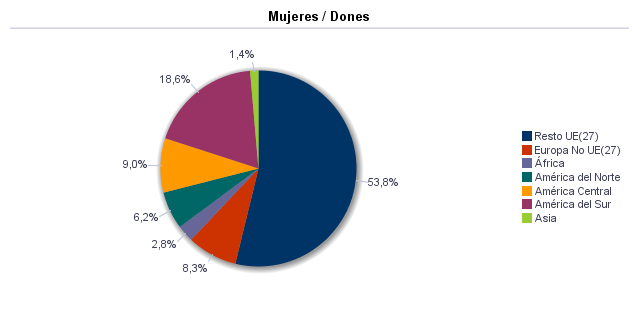 Mujeres / Dones
1,4%
18,6%
9,0%
53,8%
6,2%
2,8%
8,3%
Resto UE(27)
Europa No UE(27)
África
América del Norte
América Central
América del Sur
Asia